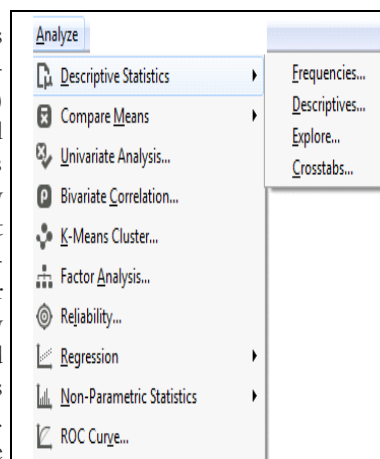 Analyze
Descriptive Statistics
Compare Means
Univariate Analysis...
Bivariate Correlation...
K-Means Cluster...
Factor Analysis...
Reliability...
Regression
Non-Parametric Statistics
ROC Curve...
Frequencies...
Descriptives...
Explore...
Crosstabs...